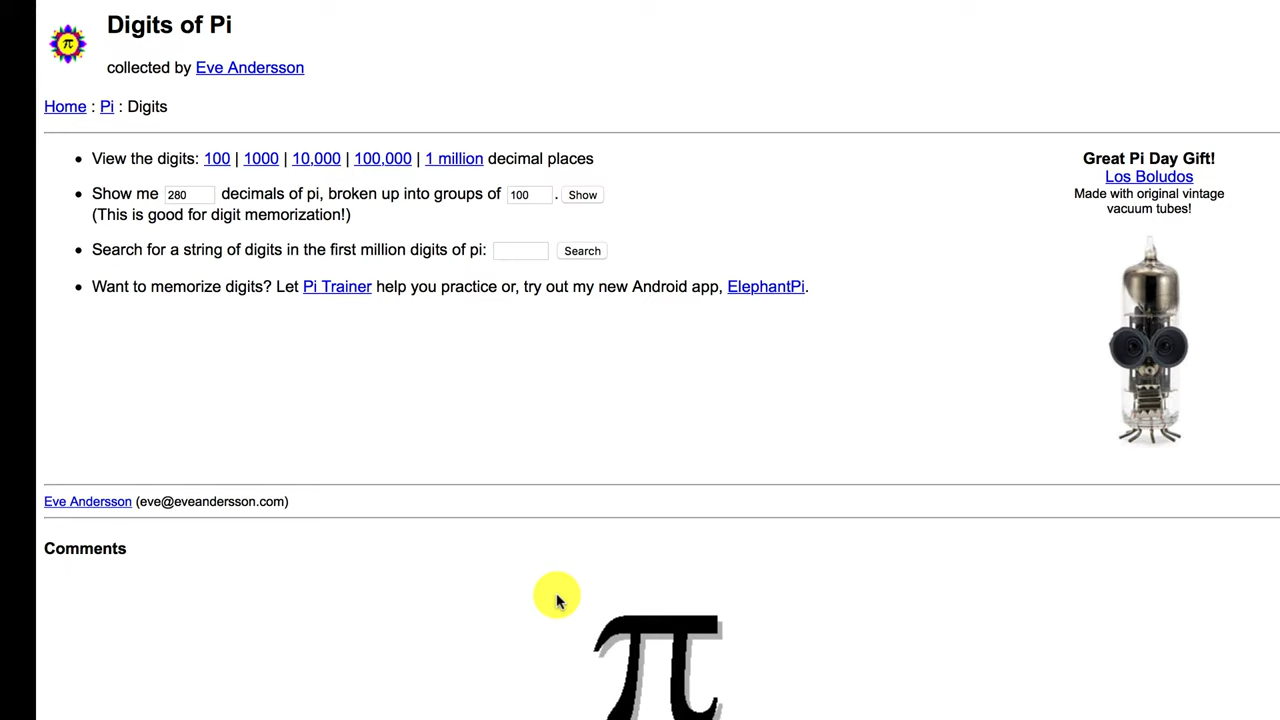 Digits of Pi
collected by Eve Andersson
Home : Pi : Digits
View the digits: 100 | 1000 | 10,000 | 100,000 | 1 million decimal places
Show me 280 decimals of pi, broken up into groups of 100 . Show
(This is good for digit memorization!)
Search for a string of digits in the first million digits of pi: Search
Want to memorize digits? Let Pi Trainer help you practice or, try out my new Android app, ElephantPi.
Great Pi Day Gift!
Los Boludos
Made with original vintage
vacuum tubes!
Eve Andersson (eve@eveandersson.com)
Comments
π